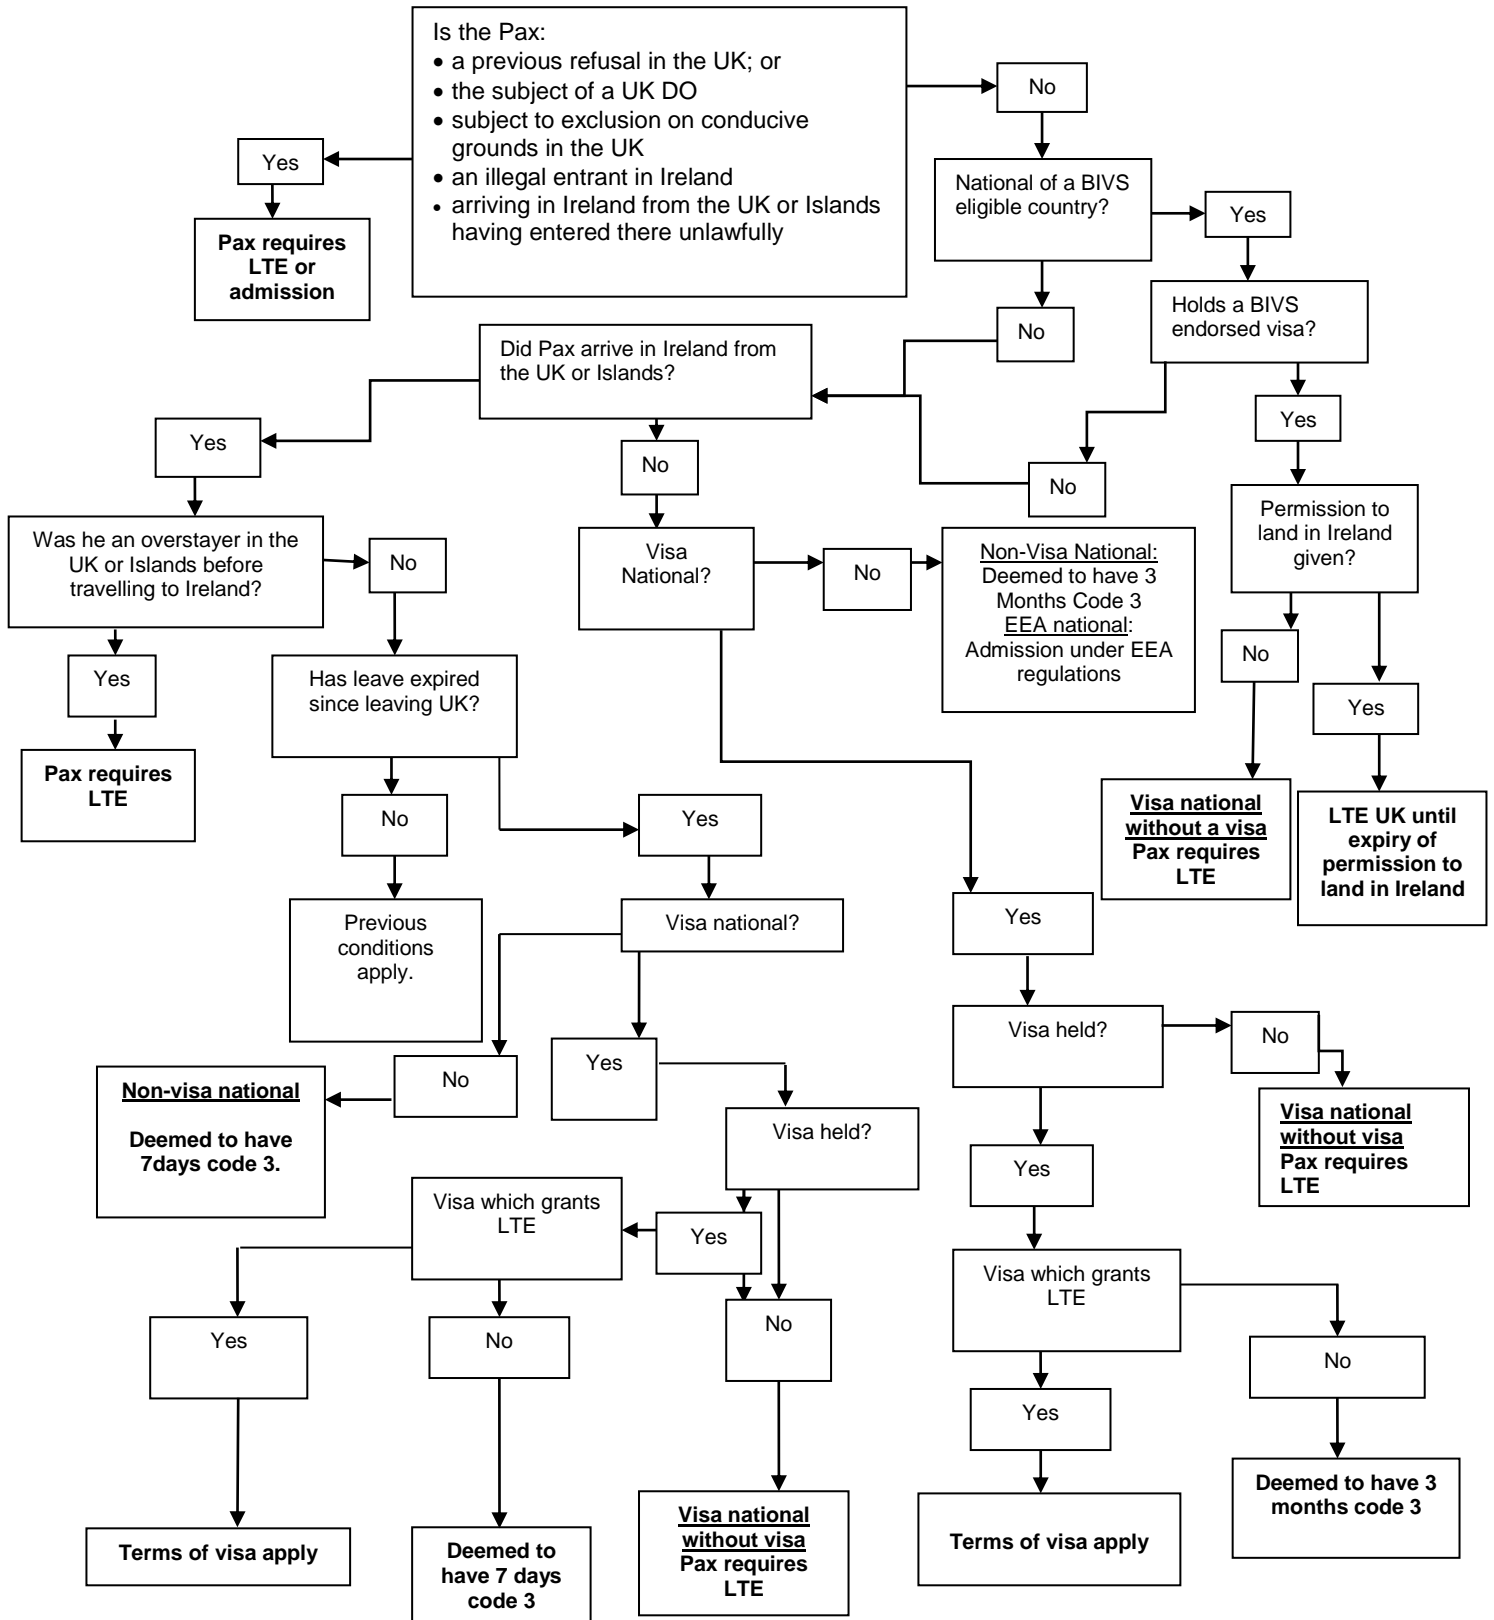 Is the Pax:
• a previous refusal in the UK; or
• the subject of a UK DO
• subject to exclusion on conducive
grounds in the UK
• an illegal entrant in Ireland
• arriving in Ireland from the UK or Islands
having entered there unlawfully
No
Yes
National of a BIVS
eligible country?
Yes
Pax requires
LTE or
admission
Holds a BIVS
endorsed visa?
No
Did Pax arrive in Ireland from
the UK or Islands?
Yes
Yes
No
No
Permission to
land in Ireland
given?
Was he an overstayer in the
UK or Islands before
travelling to Ireland?
No
Visa
National?
No
Non-Visa National:
Deemed to have 3
Months Code 3
EEA national:
Admission under EEA
regulations
No
Yes
Yes
Has leave expired
since leaving UK?
Pax requires
LTE
Visa national
without a visa
Pax requires
LTE
LTE UK until
expiry of
permission to
land in Ireland
No
Yes
Previous
conditions
apply.
Visa national?
Yes
Visa held?
No
Yes
No
Non-visa national
Deemed to have
7days code 3.
Visa held?
Visa national
without visa
Pax requires
LTE
Yes
Visa which grants
LTE
Yes
Visa which grants
LTE
Yes
No
No
No
Yes
Terms of visa apply
Deemed to
have 7 days
code 3
Visa national
without visa
Pax requires
LTE
Terms of visa apply
Deemed to have 3
months code 3